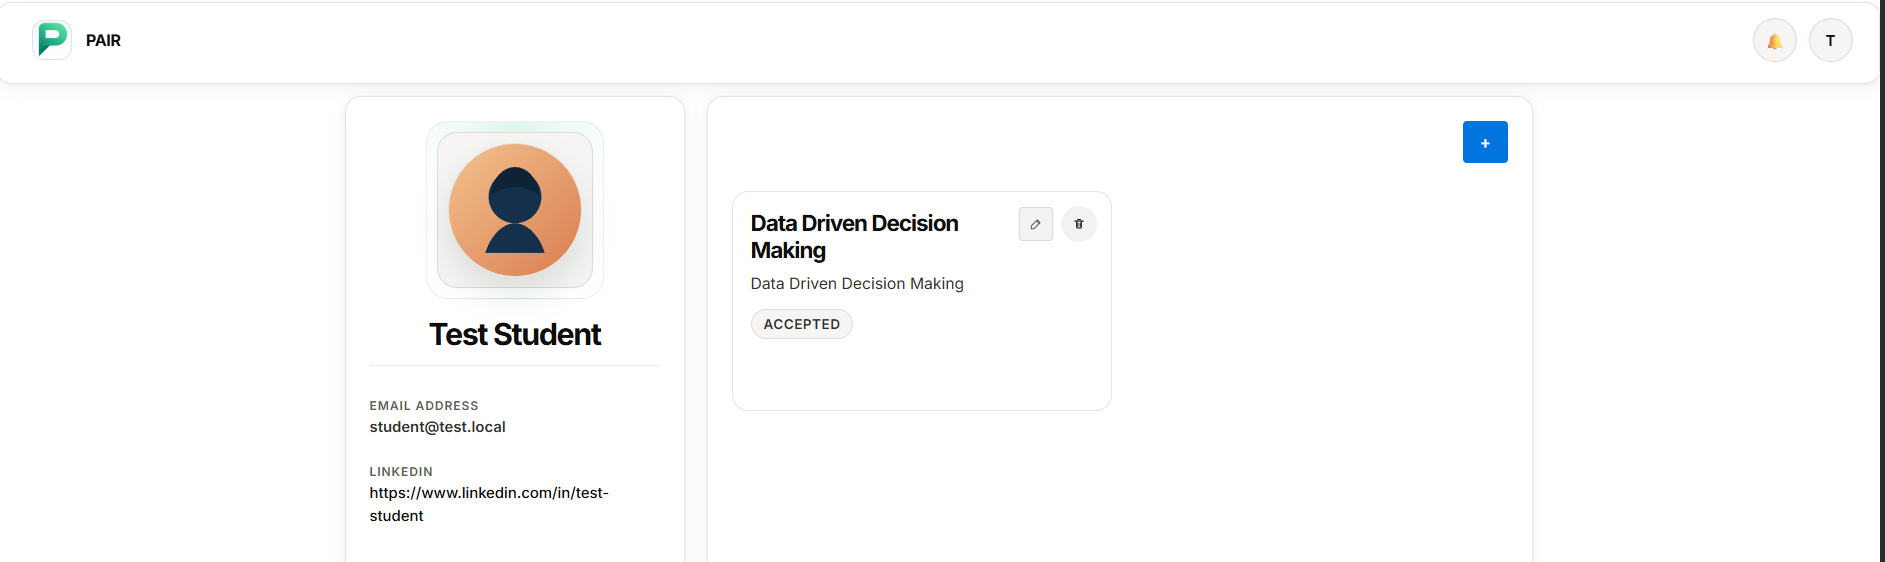 PAIR
T
Test Student
EMAIL ADDRESS
student@test.local
LINKEDIN
https://www.linkedin.com/in/test-
student
+
Data Driven Decision
Making
Data Driven Decision Making
ACCEPTED